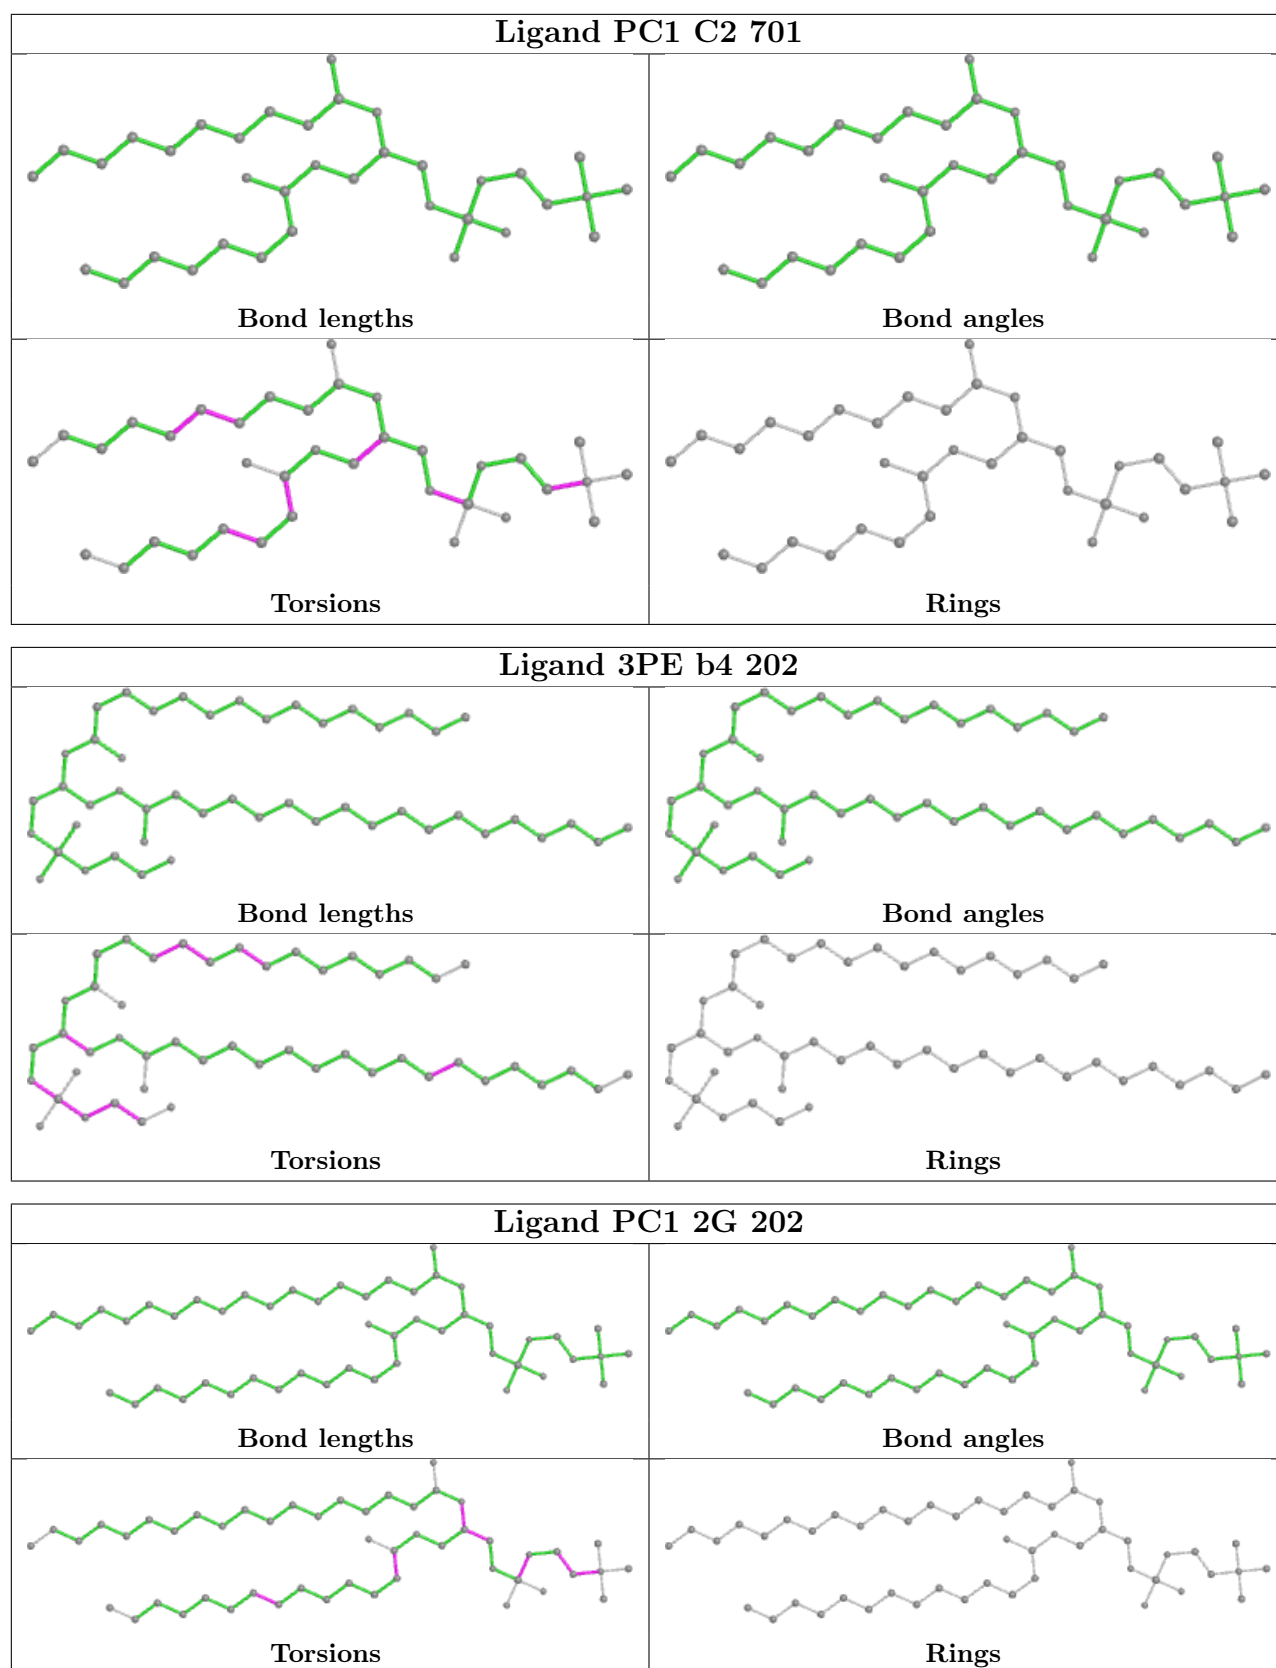 Ligand PC1 C2 701
Bond lengths
Bond angles
Torsions
Rings
Ligand 3PE b4 202
Bond lengths
Bond angles
Torsions
Rings
Ligand PC1 2G 202
Bond lengths
Bond angles
Torsions
Rings